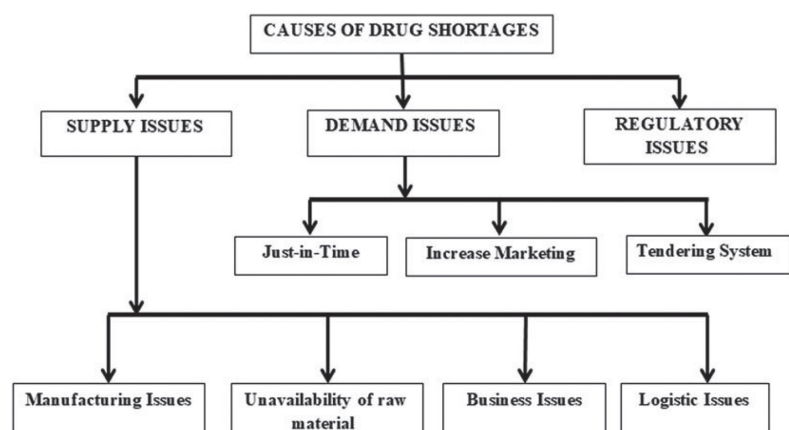 CAUSES OF DRUG SHORTAGES
SUPPLY ISSUES
DEMAND ISSUES
REGULATORY
ISSUES
Just-in-Time
Increase Marketing
Tendering System
Manufacturing Issues
Unavailability of raw
material
Business Issues
Logistic Issues